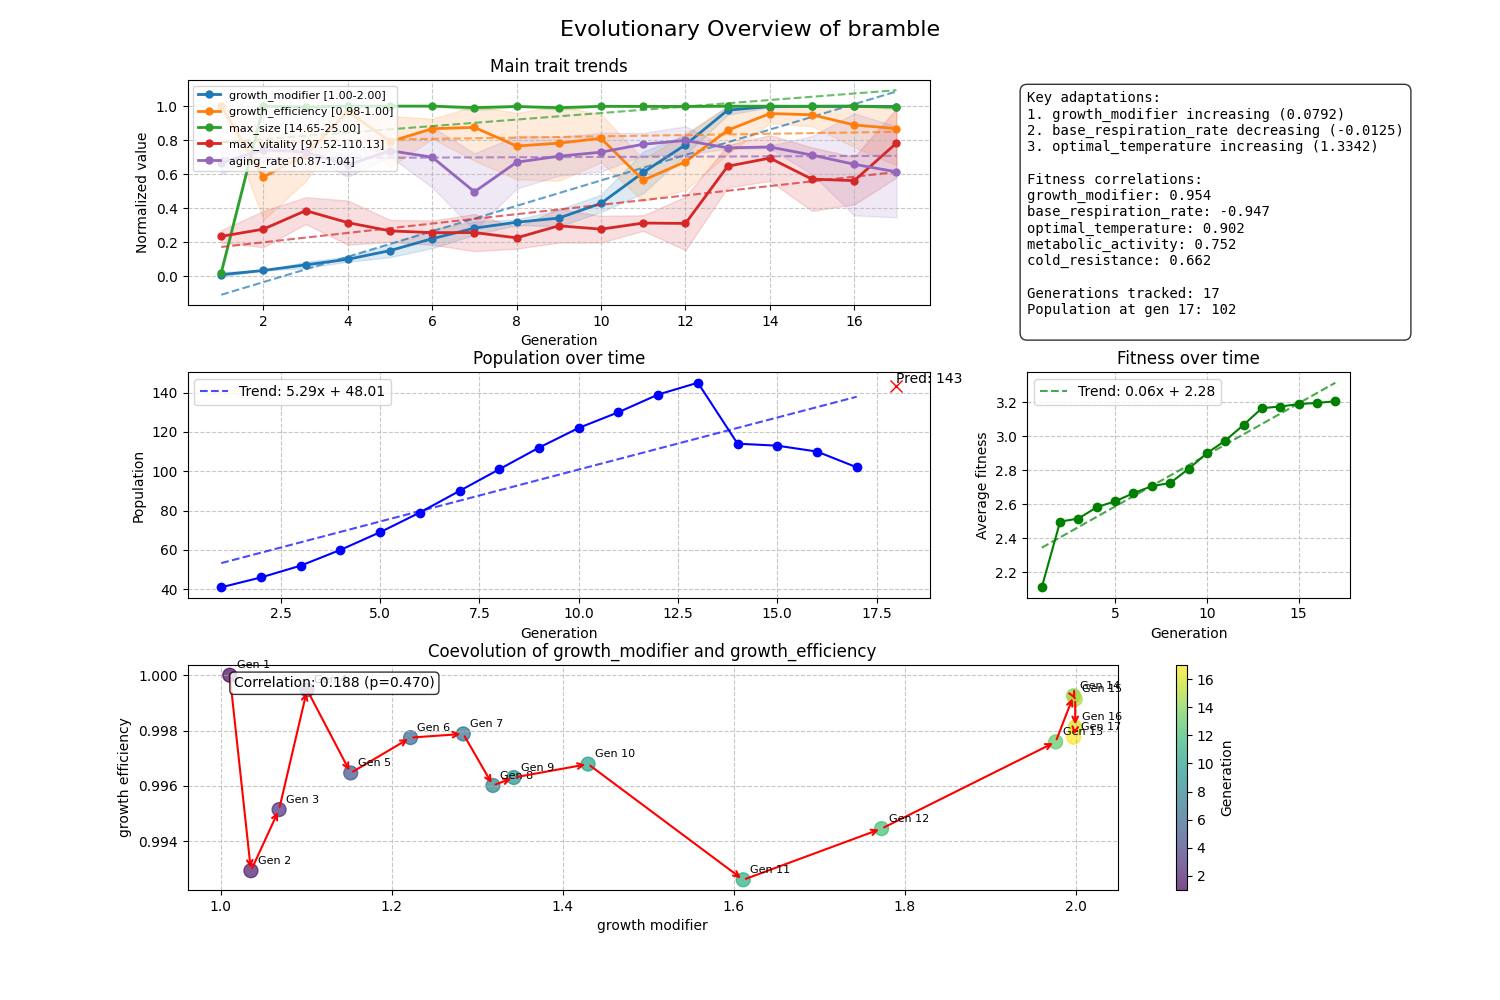 Evolutionary Overview of bramble
Main trait trends
growth_modifier [1.00-2.00]
growth_efficiency [0.98-1.00]
max_size [14.65-25.00]
max_vitality [97.52-110.13]
aging_rate [0.87-1.04]
Normalized value
1.0
0.8
0.6
0.4
0.2
0.0
2 4 6 8 10 12 14 16
Generation
Key adaptations:
1. growth_modifier increasing (0.0792)
2. base_respiration_rate decreasing (-0.0125)
3. optimal_temperature increasing (1.3342)
Fitness correlations:
growth_modifier: 0.954
base_respiration_rate: -0.947
optimal_temperature: 0.902
metabolic_activity: 0.752
cold_resistance: 0.662
Generations tracked: 17
Population at gen 17: 102
Population over time
Trend: 5.29x + 48.01
Pred: 143
Population
140
120
100
80
60
40
2.5 5.0 7.5 10.0 12.5 15.0 17.5
Generation
Fitness over time
Trend: 0.06x + 2.28
Average fitness
3.2
3.0
2.8
2.6
2.4
2.2
5 10 15
Generation
Coevolution of growth_modifier and growth_efficiency
Correlation: 0.188 (p=0.470)
growth efficiency
1.000
0.998
0.996
0.994
Gen 1
Gen 2
Gen 3
Gen 5
Gen 6
Gen 7
Gen 8
Gen 9
Gen 10
Gen 11
Gen 12
Gen 13
Gen 14
Gen 15
Gen 16
Gen 17
1.0 1.2 1.4 1.6 1.8 2.0
growth modifier
16
14
12
10
8
6
4
2
Generation